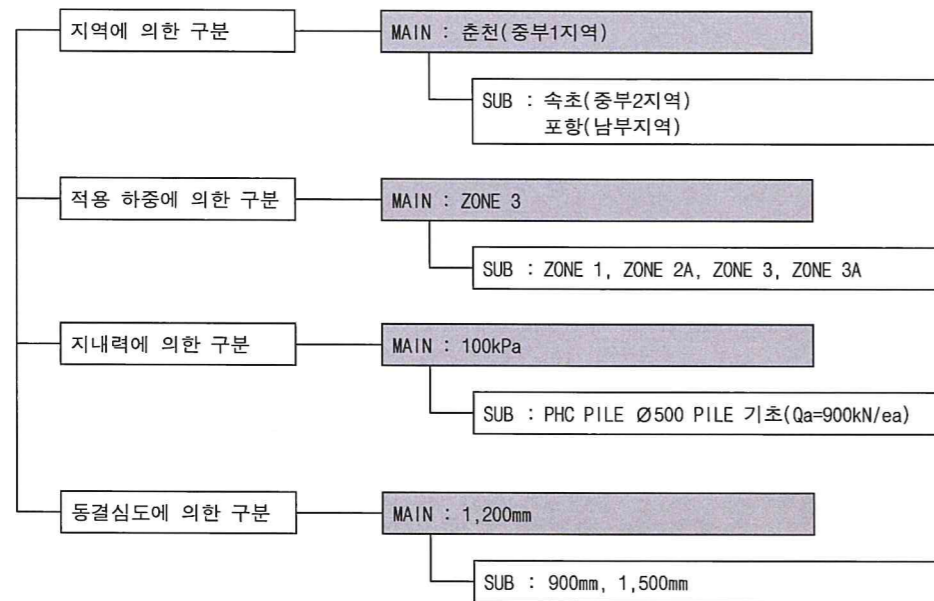 지역에 의한 구분
MAIN : 춘천(중부1지역)
SUB : 속초(중부2지역)
포항(남부지역)
적용 하중에 의한 구분
MAIN : ZONE 3
SUB : ZONE 1, ZONE 2A, ZONE 3, ZONE 3A
지내력에 의한 구분
MAIN : 100kPa
SUB : PHC PILE Ø500 PILE 기초(Qa=900kN/ea)
동결심도에 의한 구분
MAIN : 1,200mm
SUB : 900mm, 1,500mm